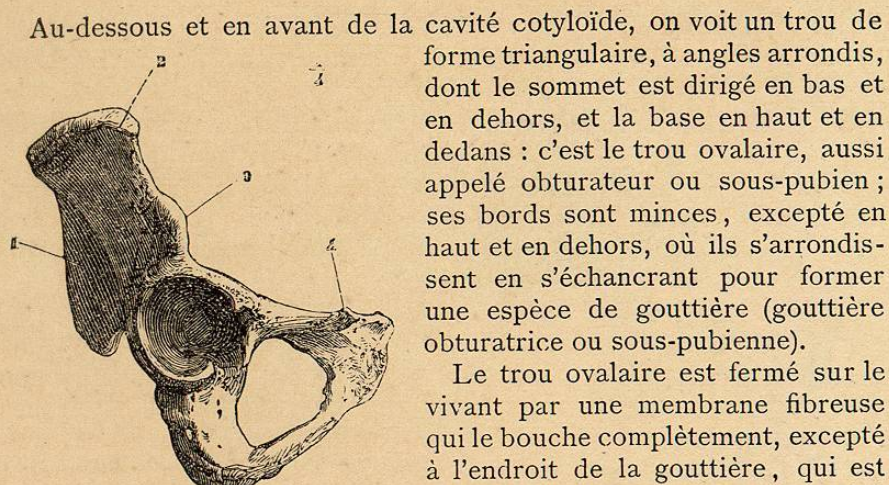 Au-dessous et en avant de la cavité cotyloïde, on voit un trou de
forme triangulaire, à angles arrondis,
dont le sommet est dirigé en bas et
en dehors, et la base en haut et en
dedans : c'est le trou ovalaire, aussi
appelé obturateur ou sous-pubien ;
ses bords sont minces, excepté en
haut et en dehors, où ils s'arrondis-
sent en s'échancrant pour former
une espèce de gouttière (gouttière
obturatrice ou sous-pubienne).
Le trou ovalaire est fermé sur le
vivant par une membrane fibreuse
qui le bouche complètement, excepté
à l'endroit de la gouttière, qui est
2
3
1
4